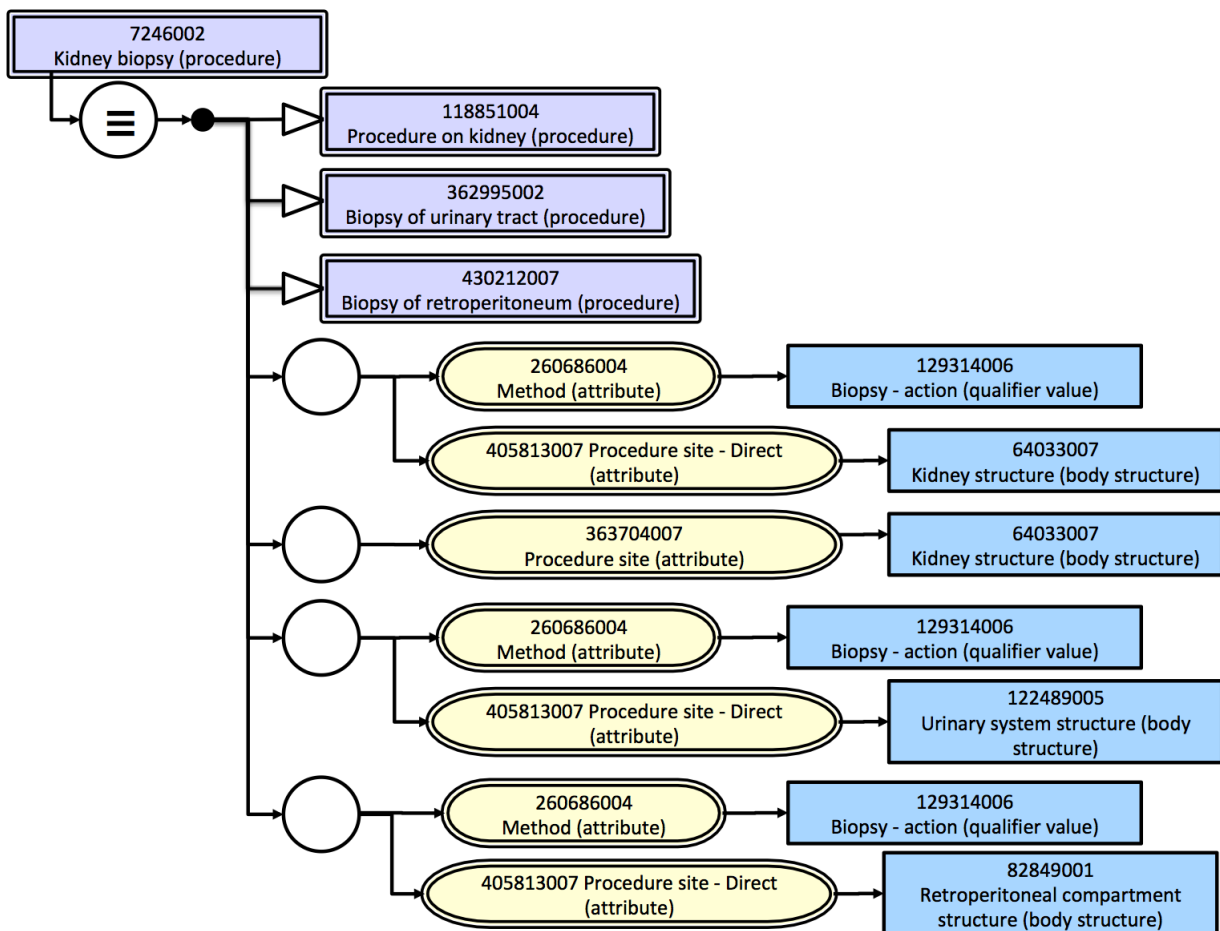 7246002
Kidney biopsy (procedure)
118851004
Procedure on kidney (procedure)
362995002
Biopsy of urinary tract (procedure)
430212007
Biopsy of retroperitoneum (procedure)
260686004
Method (attribute)
129314006
Biopsy - action (qualifier value)
405813007 Procedure site - Direct
(attribute)
64033007
Kidney structure (body structure)
363704007
Procedure site (attribute)
64033007
Kidney structure (body structure)
260686004
Method (attribute)
129314006
Biopsy - action (qualifier value)
405813007 Procedure site - Direct
(attribute)
122489005
Urinary system structure (body
structure)
260686004
Method (attribute)
129314006
Biopsy - action (qualifier value)
405813007 Procedure site - Direct
(attribute)
82849001
Retroperitoneal compartment
structure (body structure)